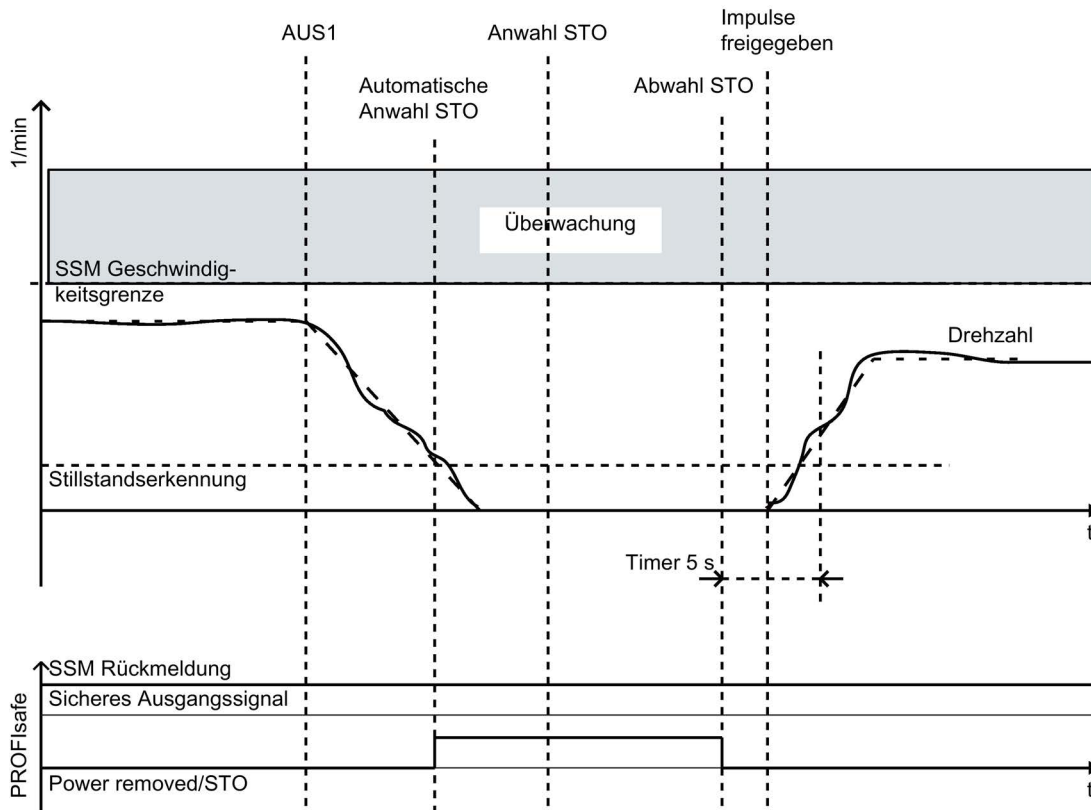 AUS1
Anwahl STO
Impulse
freigegeben
Automatische
Anwahl STO
Abwahl STO
1/min
Überwachung
SSM Geschwindig-
keitsgrenze
Drehzahl
Stillstandserkennung
t
Timer 5 s
PROFIsafe
SSM Rückmeldung
Sicheres Ausgangssignal
Power removed/STO
t